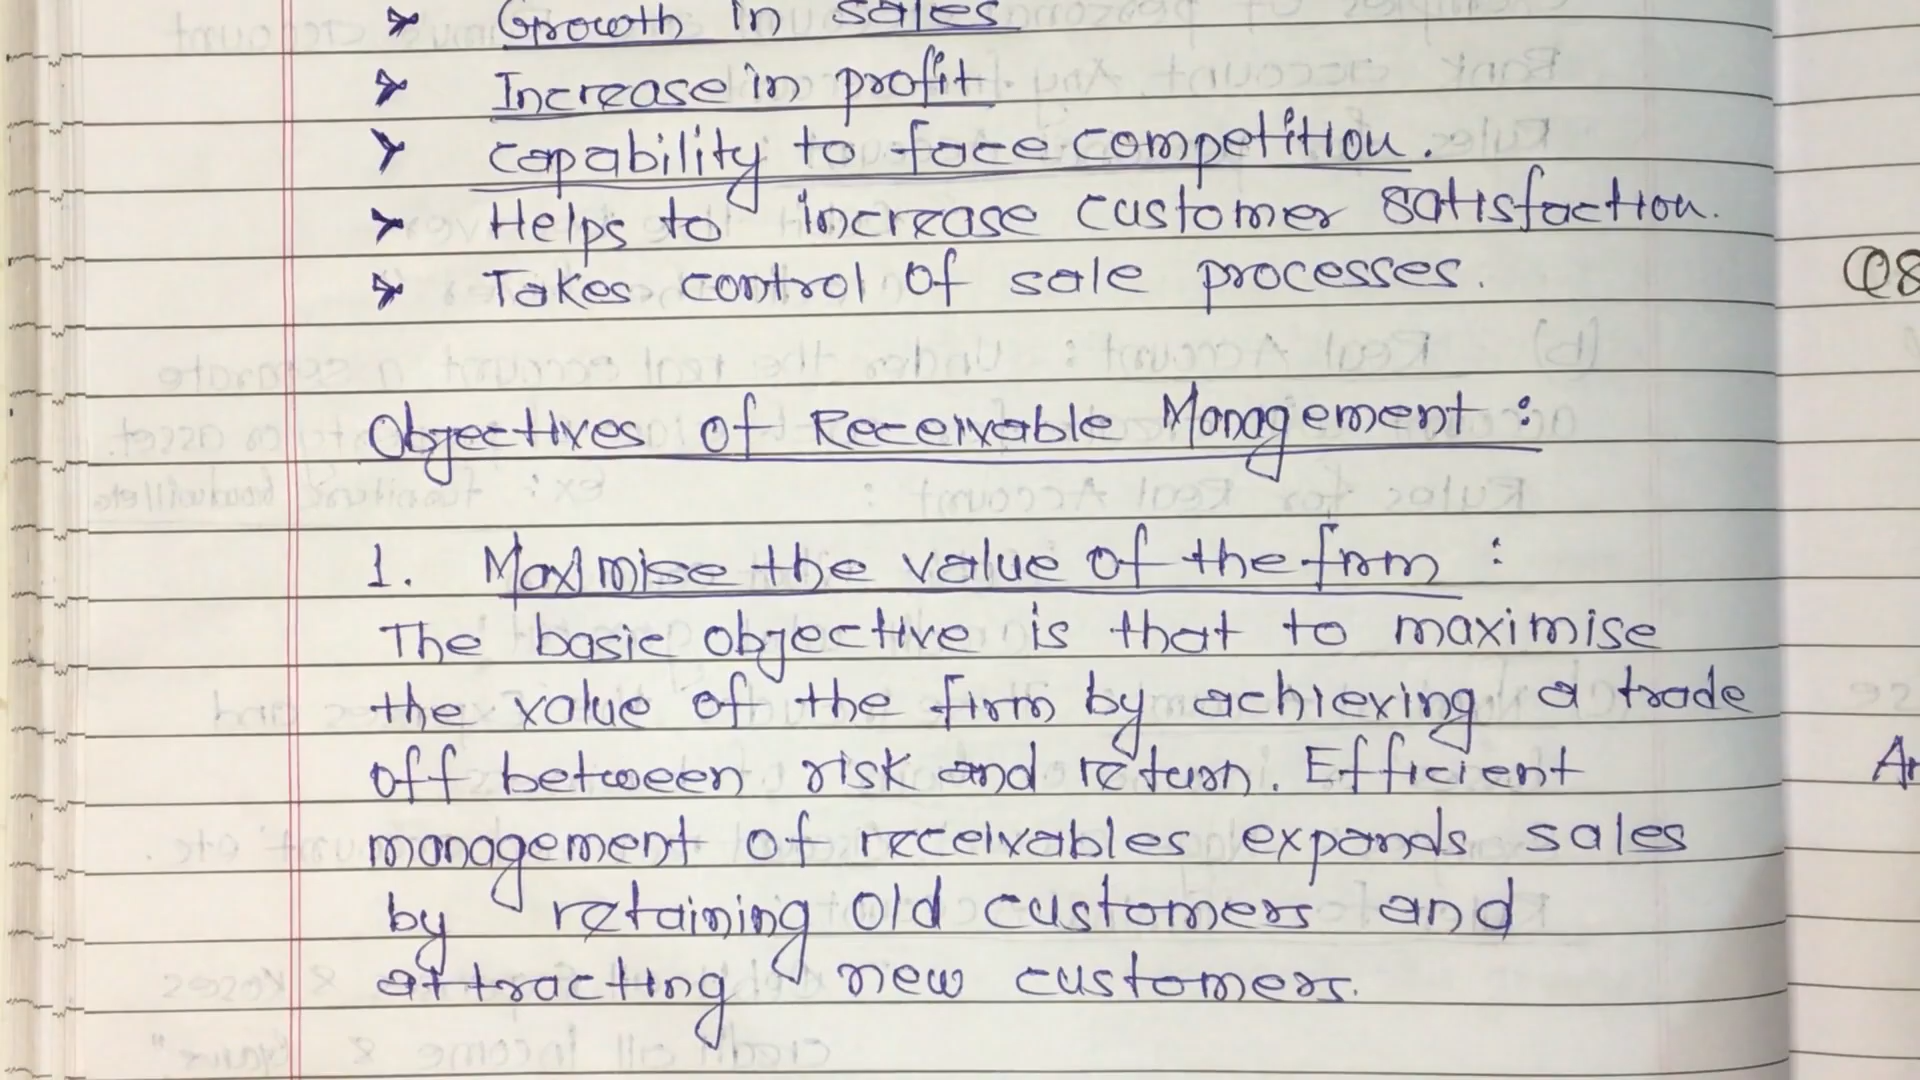 ➤ Growth in sales
➤ Increase in profit
➤ capability to face competition.
➤ Helps to increase customer satisfaction.
➤ Takes control of sale processes.
Q8
Objectives of Receivable Management :
1. Maximise the value of the firm :
The basic objective is that to maximise
the value of the firm by achieving a trade
off between risk and return. Efficient
management of receivables expands sales
by retaining old customers and
attracting new customers.